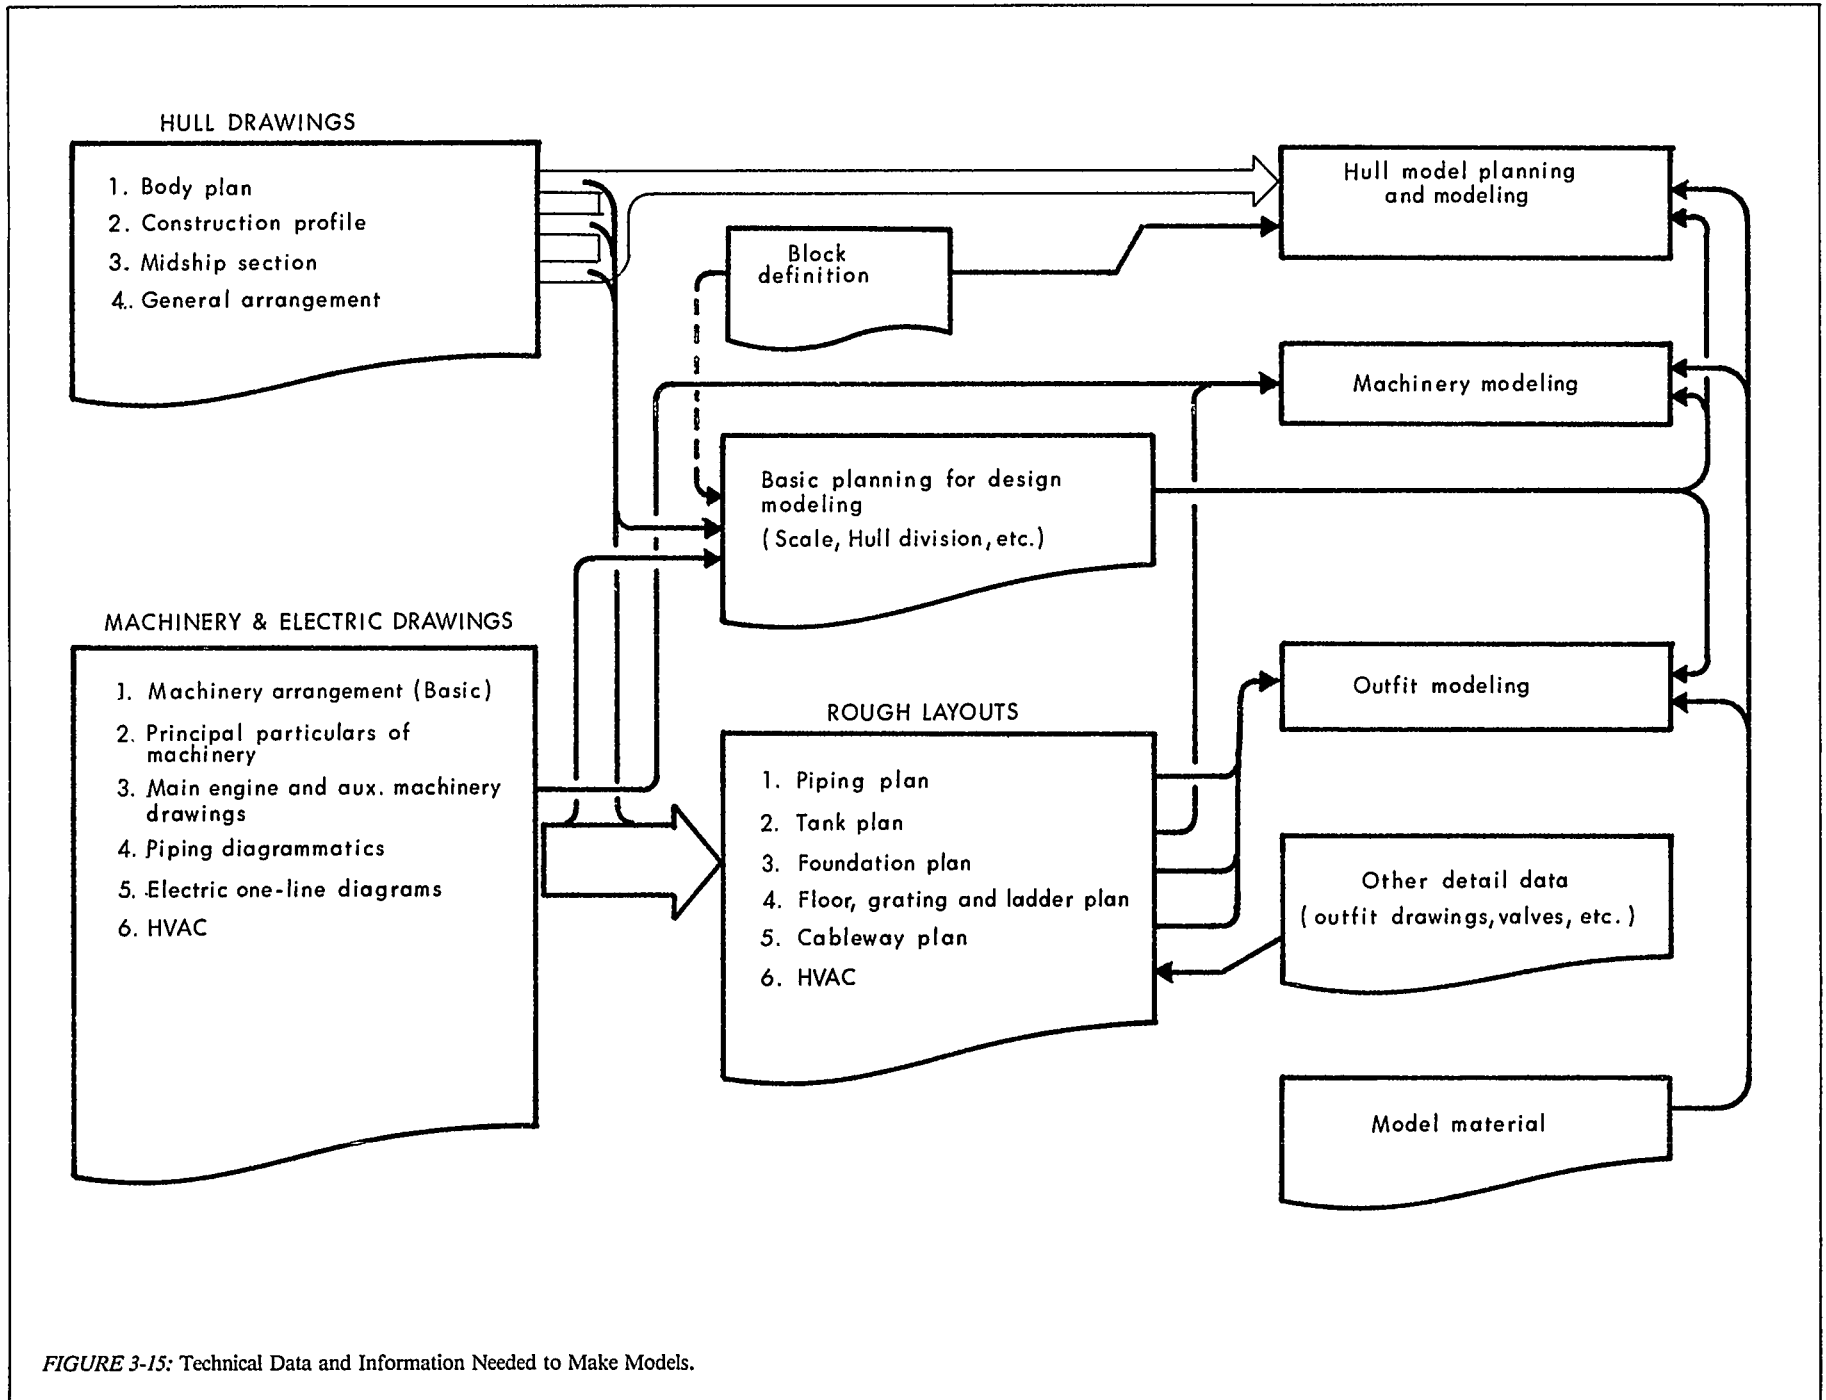 HULL DRAWINGS
1. Body plan
2. Construction profile
3. Midship section
4.. General arrangement
Block
definition
Hull model planning
and modeling
Machinery modeling
Basic planning for design
modeling
(Scale, Hull division, etc.)
MACHINERY & ELECTRIC DRAWINGS
1. Machinery arrangement (Basic)
2. Principal particulars of
machinery
3. Main engine and aux. machinery
drawings
4. Piping diagrammatics
5. Electric one-line diagrams
6. HVAC
ROUGH LAYOUTS
1. Piping plan
2. Tank plan
3. Foundation plan
4. Floor, grating and ladder plan
5. Cableway plan
6. HVAC
Outfit modeling
Other detail data
(outfit drawings, valves, etc.)
Model material
FIGURE 3-15: Technical Data and Information Needed to Make Models.